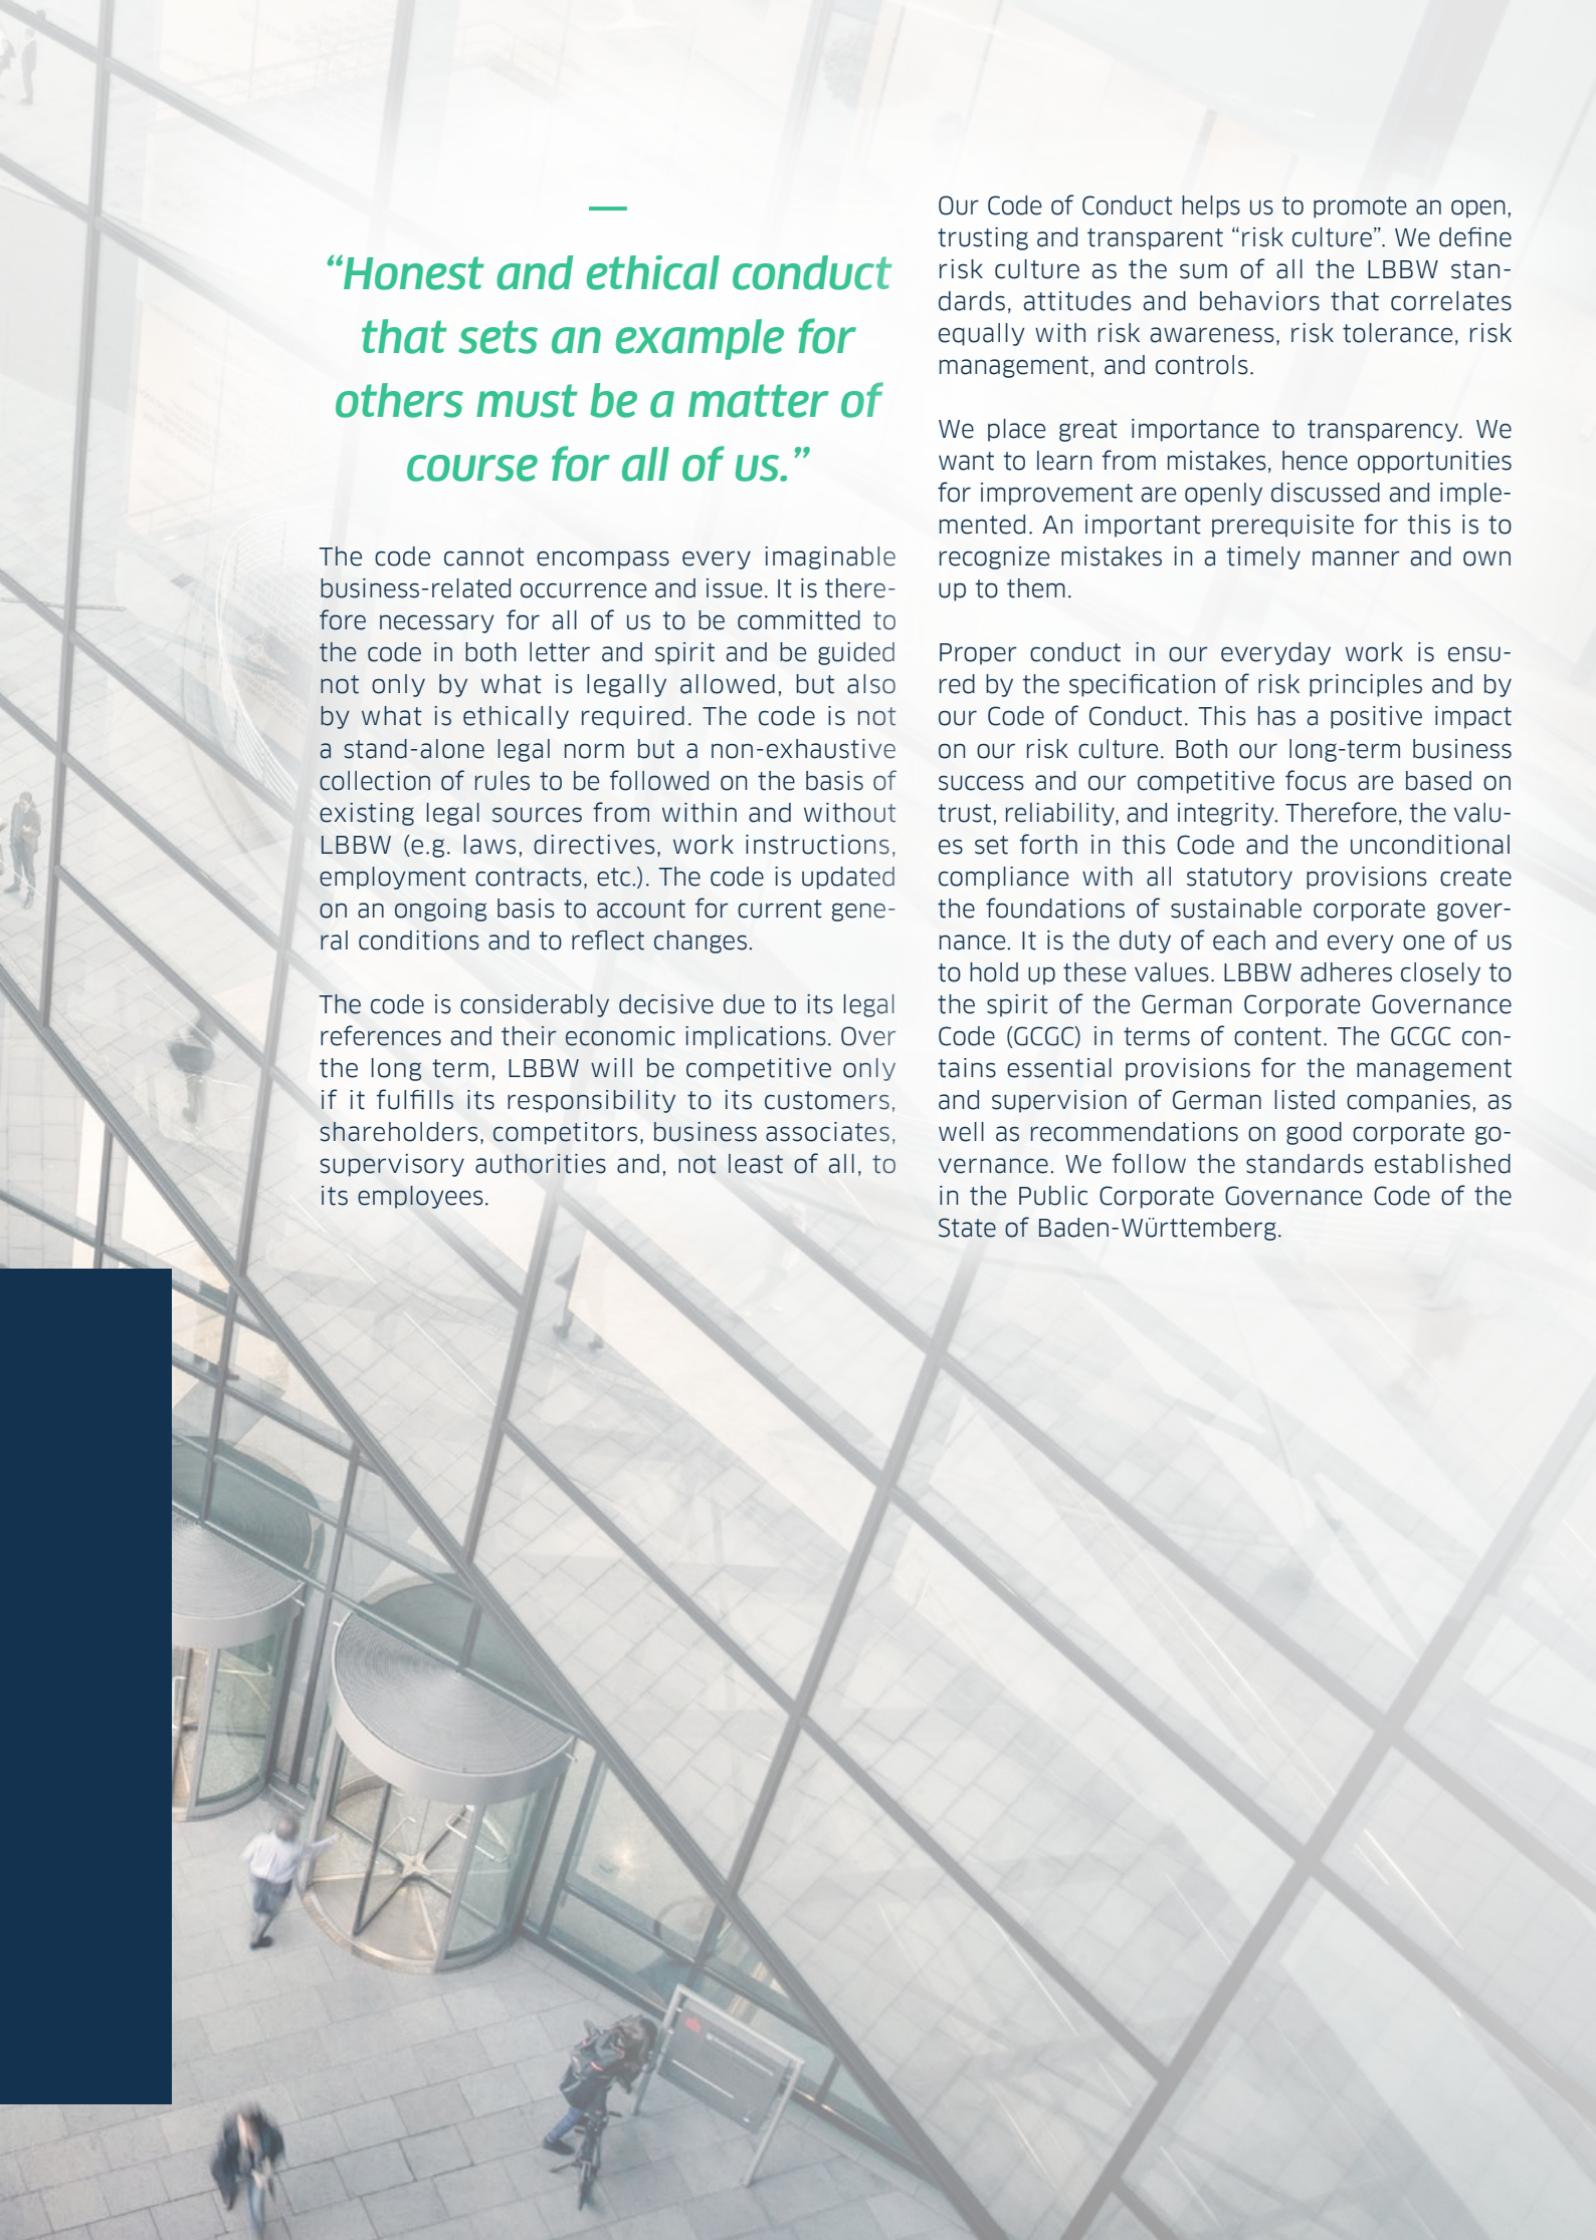 “Honest and ethical conduct
that sets an example for
others must be a matter of
course for all of us.”
The code cannot encompass every imaginable
business-related occurrence and issue. It is there-
fore necessary for all of us to be committed to
the code in both letter and spirit and be guided
not only by what is legally allowed, but also
by what is ethically required. The code is not
a stand-alone legal norm but a non-exhaustive
collection of rules to be followed on the basis of
existing legal sources from within and without
LBBW (e.g. laws, directives, work instructions,
employment contracts, etc.). The code is updated
on an ongoing basis to account for current gene-
ral conditions and to reflect changes.
The code is considerably decisive due to its legal
references and their economic implications. Over
the long term, LBBW will be competitive only
if it fulfills its responsibility to its customers,
shareholders, competitors, business associates,
supervisory authorities and, not least of all, to
its employees.
Our Code of Conduct helps us to promote an open,
trusting and transparent “risk culture”. We define
risk culture as the sum of all the LBBW stan-
dards, attitudes and behaviors that correlates
equally with risk awareness, risk tolerance, risk
management, and controls.
We place great importance to transparency. We
want to learn from mistakes, hence opportunities
for improvement are openly discussed and imple-
mented. An important prerequisite for this is to
recognize mistakes in a timely manner and own
up to them.
Proper conduct in our everyday work is ensu-
red by the specification of risk principles and by
our Code of Conduct. This has a positive impact
on our risk culture. Both our long-term business
success and our competitive focus are based on
trust, reliability, and integrity. Therefore, the valu-
es set forth in this Code and the unconditional
compliance with all statutory provisions create
the foundations of sustainable corporate gover-
nance. It is the duty of each and every one of us
to hold up these values. LBBW adheres closely to
the spirit of the German Corporate Governance
Code (GCGC) in terms of content. The GCGC con-
tains essential provisions for the management
and supervision of German listed companies, as
well as recommendations on good corporate go-
vernance. We follow the standards established
in the Public Corporate Governance Code of the
State of Baden-Württemberg.